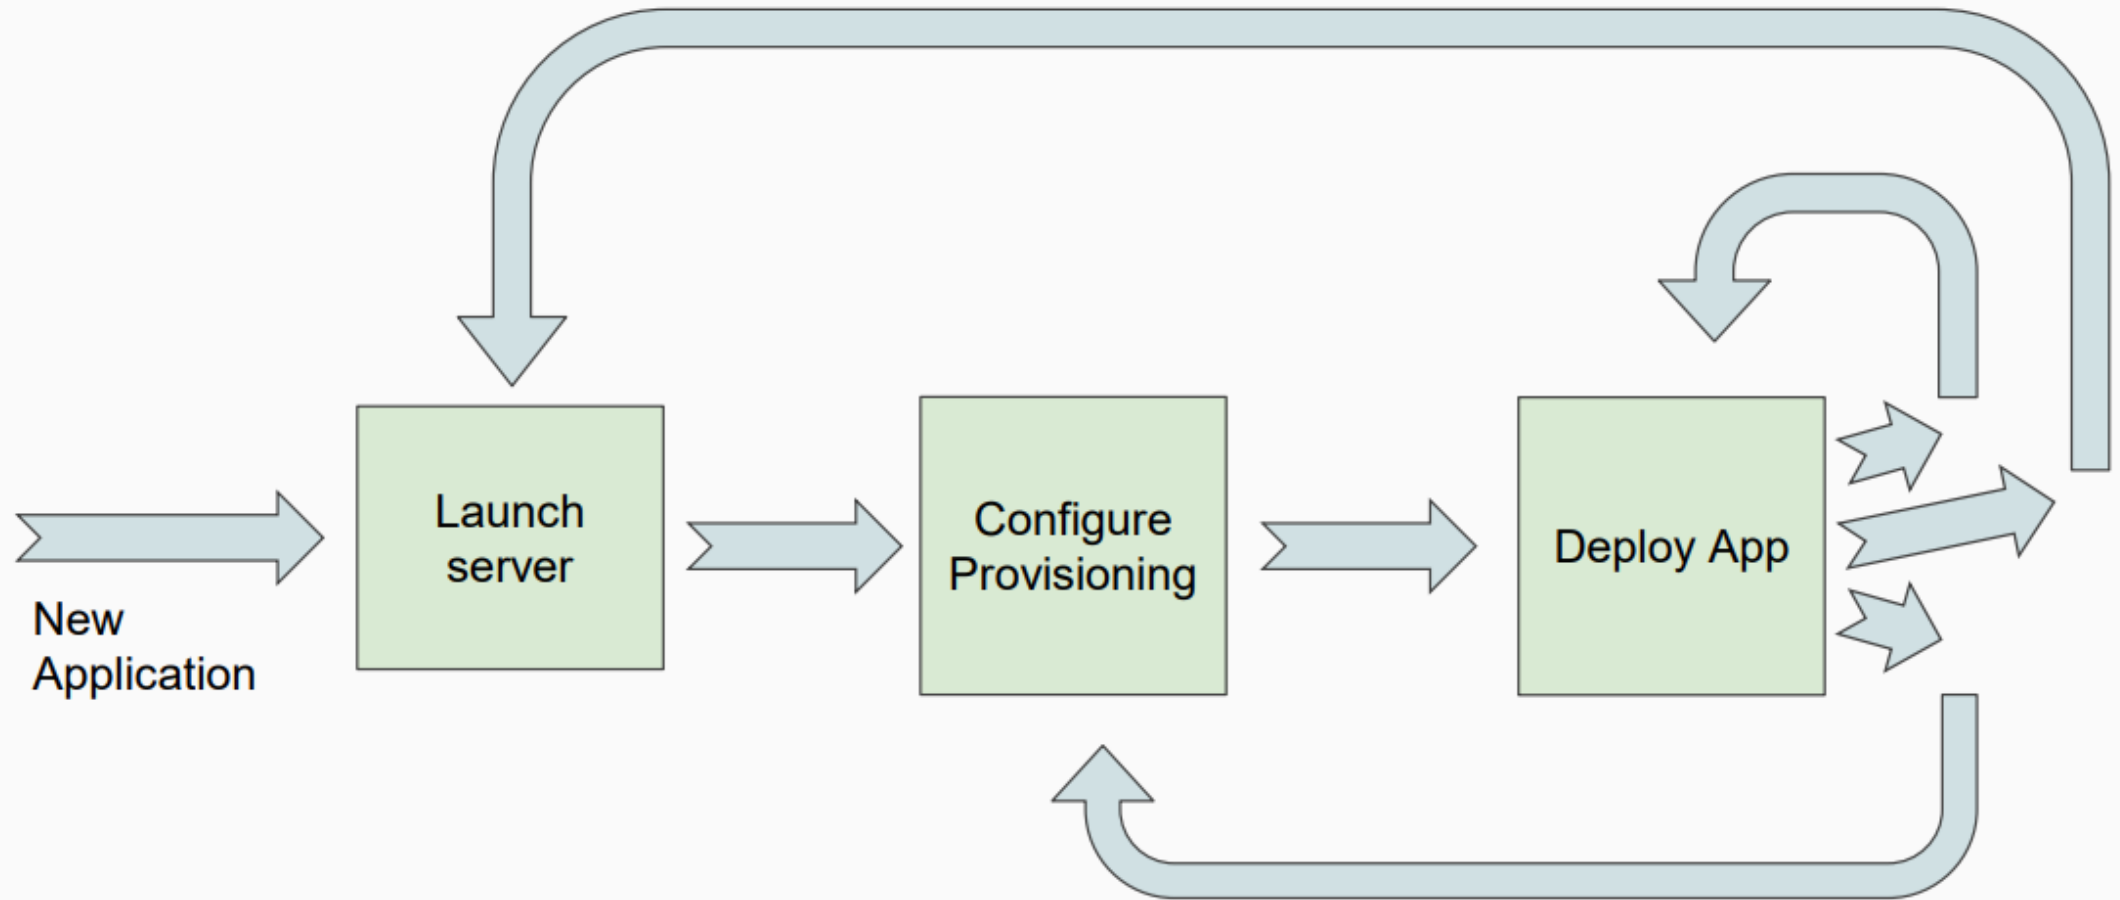 New
Application
Launch
server
Configure
Provisioning
Deploy App